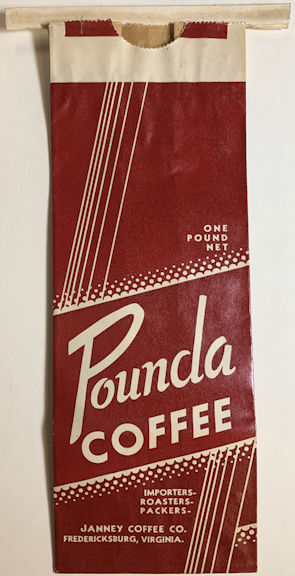 ONE
POUND
NET
Pounda
COFFEE
IMPORTERS-
ROASTERS-
PACKERS-
JANNEY COFFEE CO.
FREDERICKSBURG, VIRGINIA.